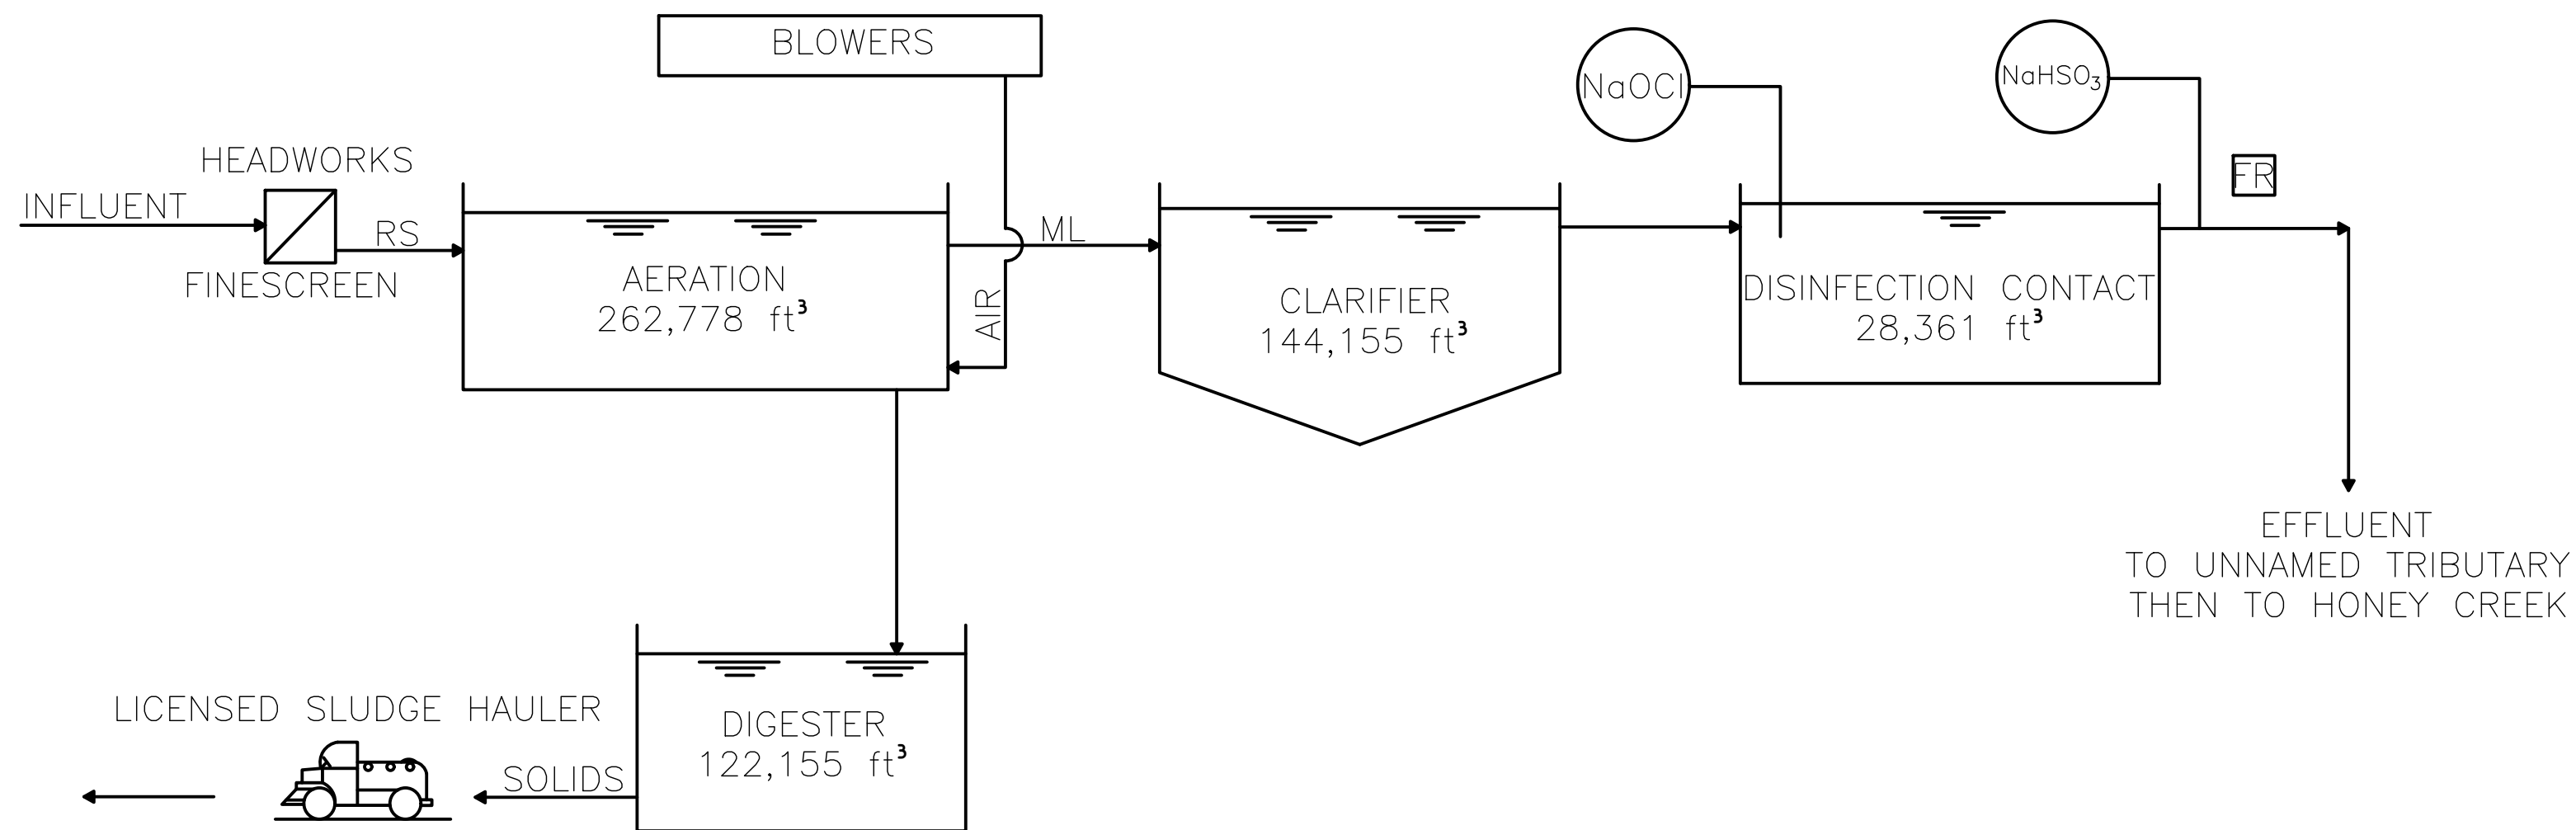 BLOWERS
NaOCl
NaHSO₃
HEADWORKS
INFLUENT
RS
FINESCREEN
AERATION
262,778 ft³
AIR
ML
CLARIFIER
144,155 ft³
DISINFECTION CONTACT
28,361 ft³
FR
EFFLUENT
TO UNNAMED TRIBUTARY
THEN TO HONEY CREEK
LICENSED SLUDGE HAULER
SOLIDS
DIGESTER
122,155 ft³